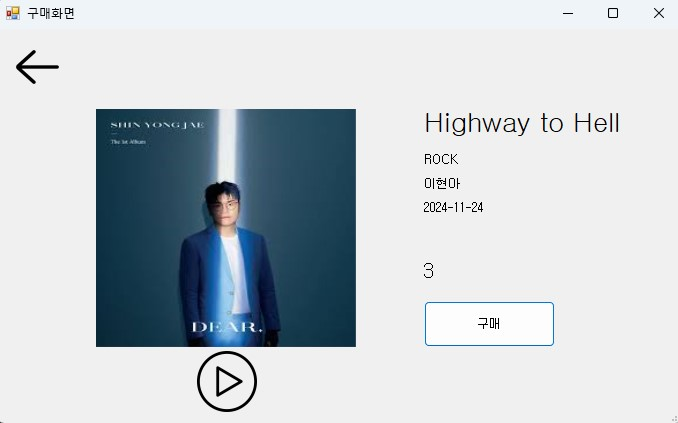 구매화면
SHIN YONG JAE
The 1st Album
DEAR.
Highway to Hell
ROCK
이현아
2024-11-24
3
구매